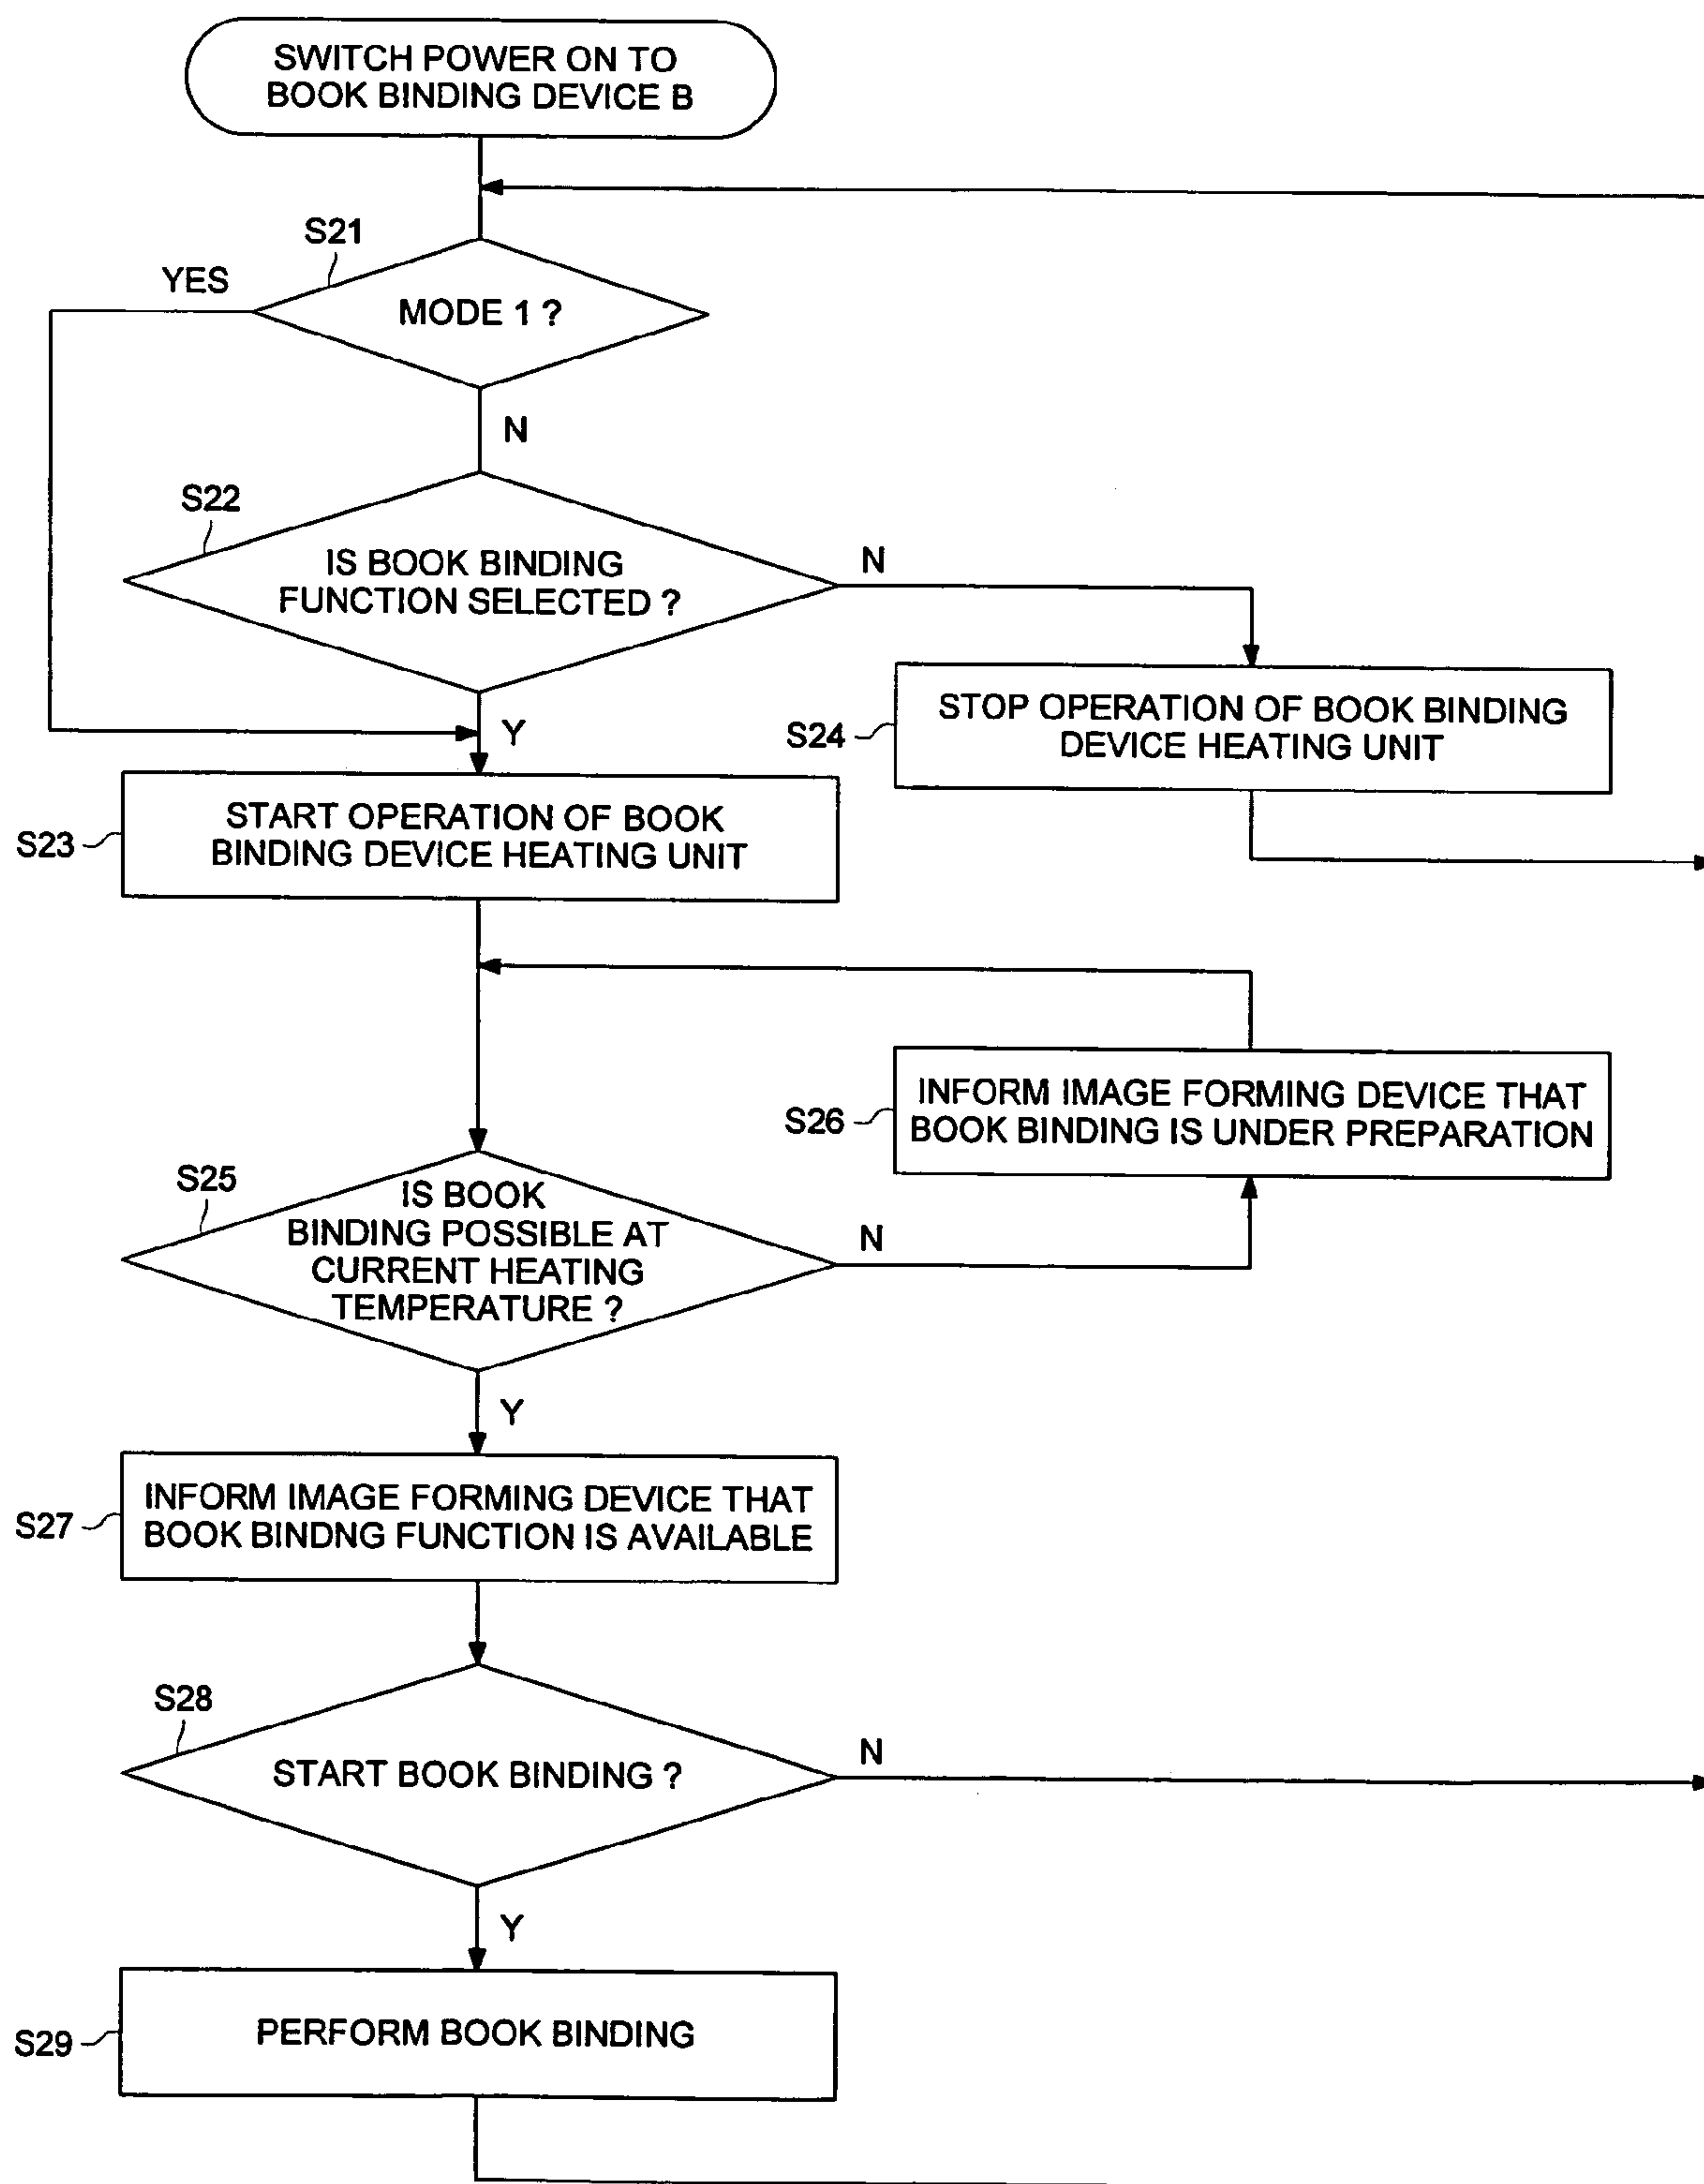 SWITCH POWER ON TO
BOOK BINDING DEVICE B
S21
YES
MODE 1 ?
N
S22
IS BOOK BINDING
FUNCTION SELECTED ?
N
Y
S24
STOP OPERATION OF BOOK BINDING
DEVICE HEATING UNIT
S23
START OPERATION OF BOOK
BINDING DEVICE HEATING UNIT
S26
INFORM IMAGE FORMING DEVICE THAT
BOOK BINDING IS UNDER PREPARATION
S25
IS BOOK
BINDING POSSIBLE AT
CURRENT HEATING
TEMPERATURE ?
N
Y
S27
INFORM IMAGE FORMING DEVICE THAT
BOOK BINDNG FUNCTION IS AVAILABLE
S28
START BOOK BINDING ?
N
Y
S29
PERFORM BOOK BINDING